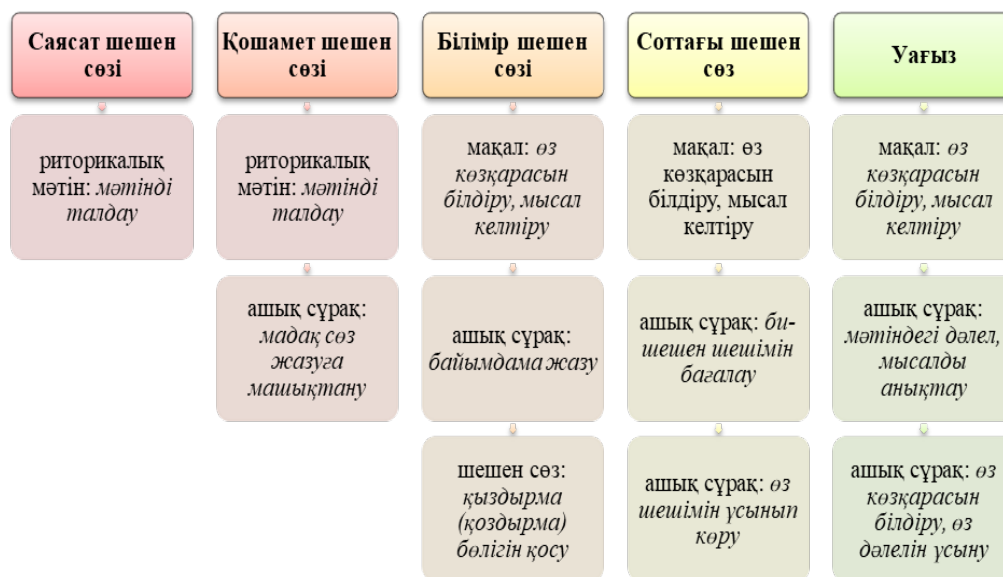 Саясат шешен
сөзі
Қошамет шешен
сөзі
Білімір шешен
сөзі
Соттағы шешен
сөз
Уағыз
риторикалық
мәтін: мәтінді
талдау
риторикалық
мәтін: мәтінді
талдау
мақал: өз
көзқарасын
білдіру, мысал
келтіру
мақал: өз
көзқарасын
білдіру, мысал
келтіру
мақал: өз
көзқарасын
білдіру, мысал
келтіру
ашық сұрақ:
мадақ сөз
жазуға
машықтану
ашық сұрақ:
байымдама жазу
ашық сұрақ: би-
шешен шешімін
бағалау
ашық сұрақ:
мәтіндегі дәлел,
мысалды
анықтау
шешен сөз:
қыздырма
(қоздырма)
бөлігін қосу
ашық сұрақ: өз
шешімін ұсынып
көру
ашық сұрақ: өз
көзқарасын
білдіру, өз
дәлелін ұсыну